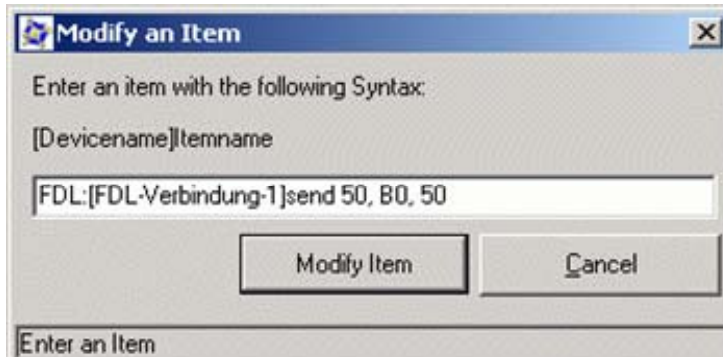 Modify an Item
Enter an item with the following Syntax:
[Devicename]Itemname
FDL:[FDL-Verbindung-1]send 50, B0, 50
Modify Item
Cancel
Enter an Item